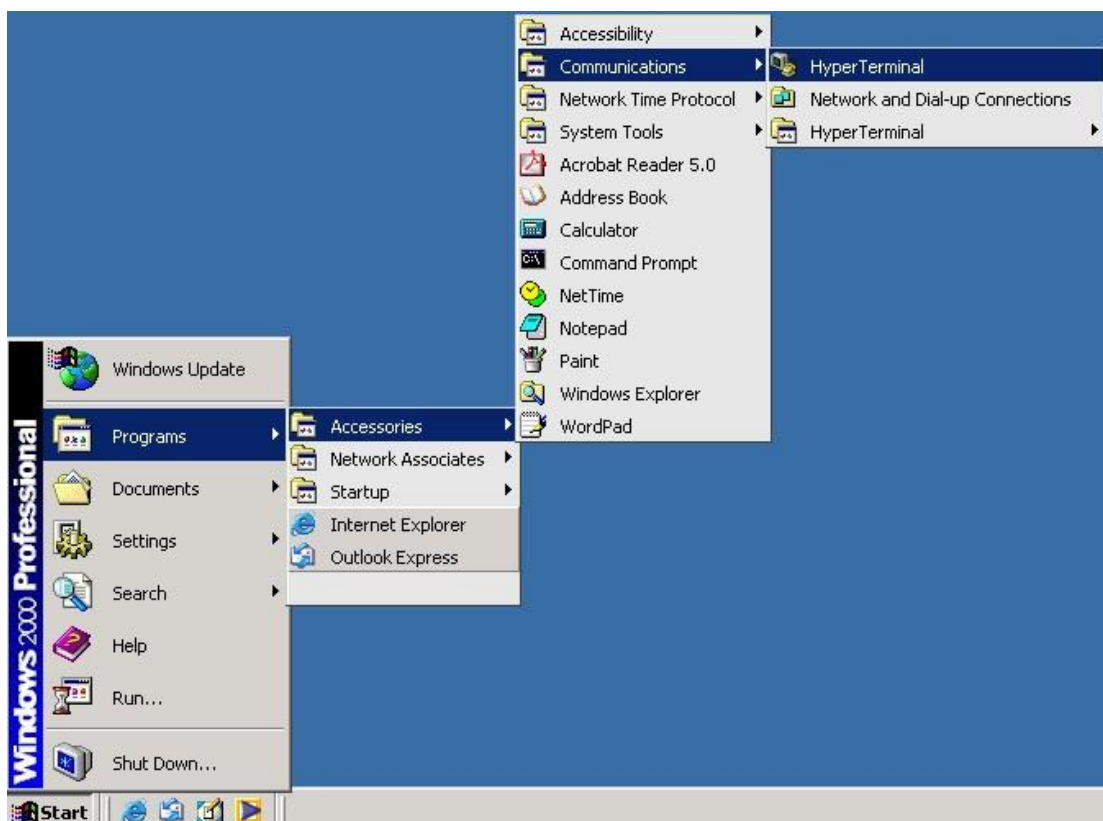 Accessibility
Communications
Network Time Protocol
System Tools
Acrobat Reader 5.0
Address Book
Calculator
Command Prompt
NetTime
Notepad
Paint
Windows Explorer
WordPad
HyperTerminal
Network and Dial-up Connections
HyperTerminal
Windows Update
Programs
Documents
Settings
Search
Help
Run...
Shut Down...
Accessories
Network Associates
Startup
Internet Explorer
Outlook Express
Windows 2000 Professional
Start